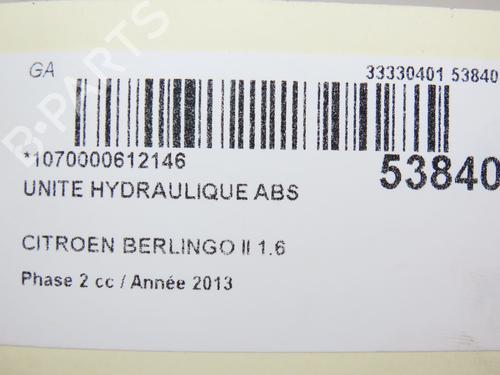 B-PARTS
GA
33330401 53840
*1070000612146
53840
UNITE HYDRAULIQUE ABS
CITROEN BERLINGO II 1.6
Phase 2 cc / Année 2013